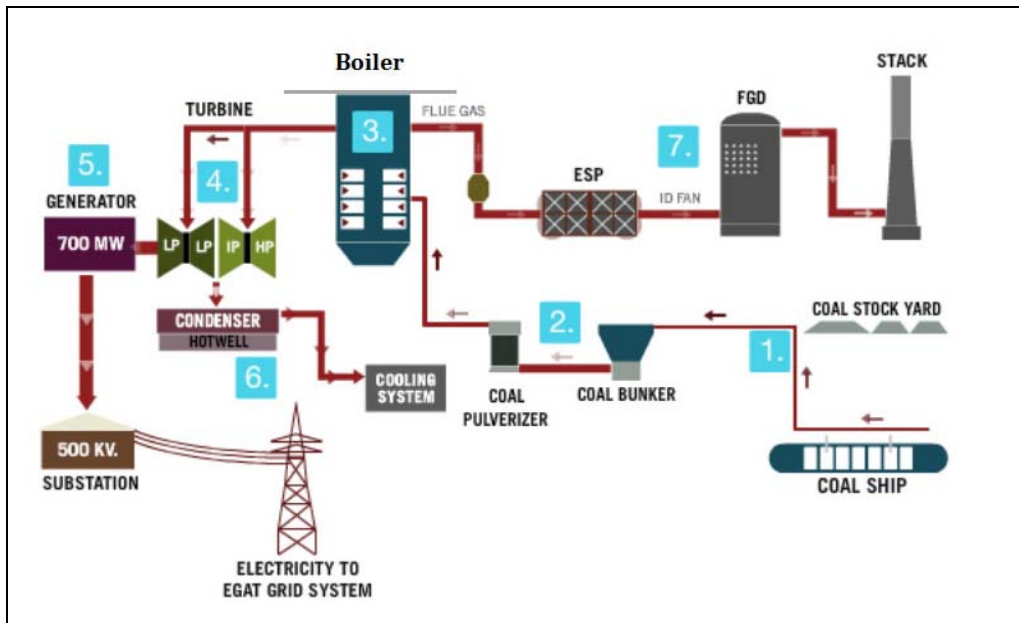 Boiler
STACK
TURBINE
FLUE GAS
FGD
3.
7.
5.
4.
ESP
GENERATOR
ID FAN
700 MW
LP
LP
IP
HP
CONDENSER
HOTWELL
2.
COAL STOCK YARD
1.
6.
COOLING
SYSTEM
COAL
PULVERIZER
COAL BUNKER
500 KV.
SUBSTATION
COAL SHIP
ELECTRICITY TO
EGAT GRID SYSTEM